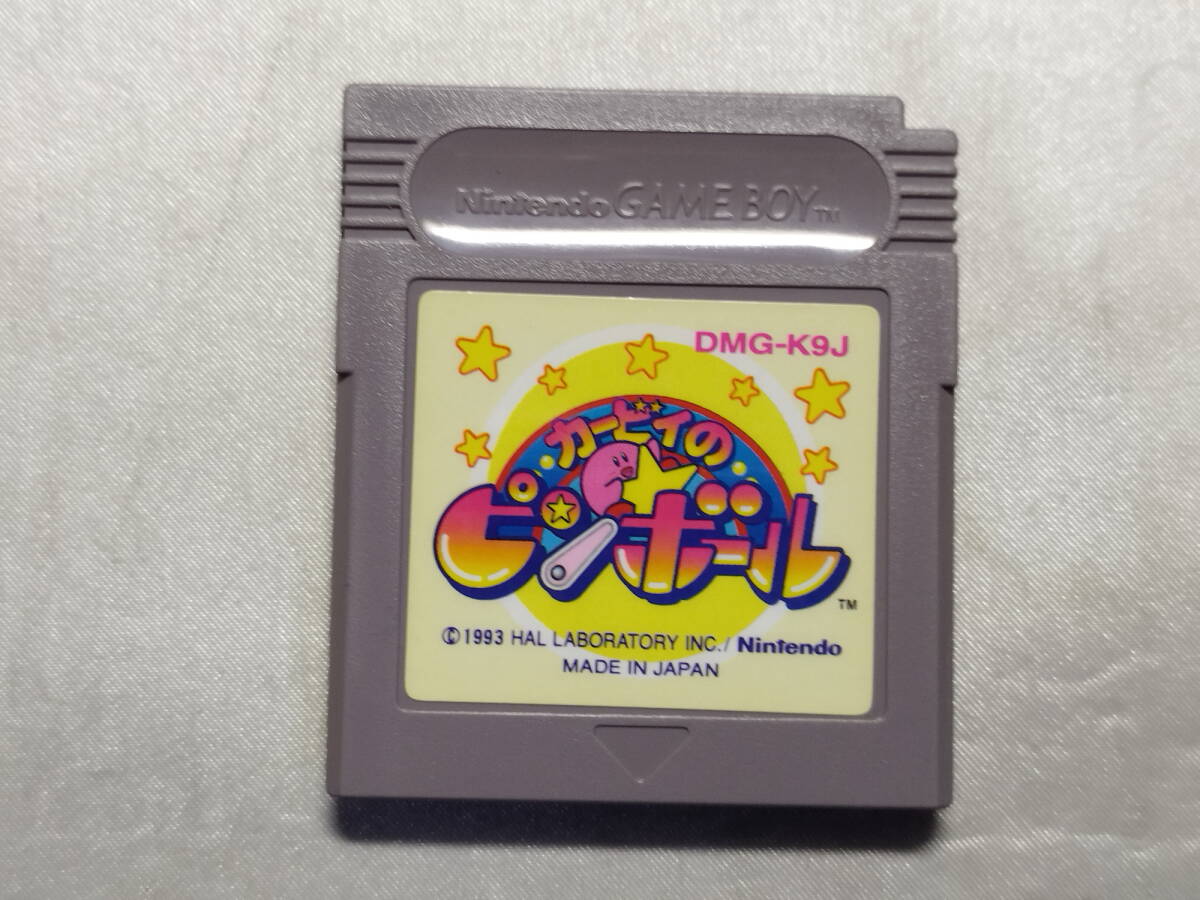 Nintendo GAME BOY TM
DMG-K9J
カービィの
ピンボール
TM
©1993 HAL LABORATORY INC./Nintendo
MADE IN JAPAN